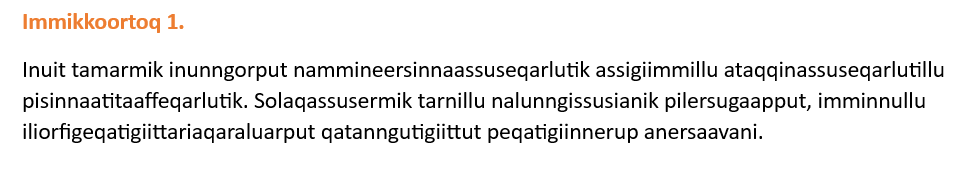 Immikkoortoq 1.
Inuit tamarmik inunngorput nammineersinnaassuseqarlutik assigiimmillu ataqqinassuseqarlutillu
pisinnaatitaaffeqarlutik. Solaqassusermik tarnillu nalunngissusianik pilersugaapput, imminnullu
iliorfigeqatigiittariaqaraluarput qatanngutigiittut peqatigiinnerup anersaavani.